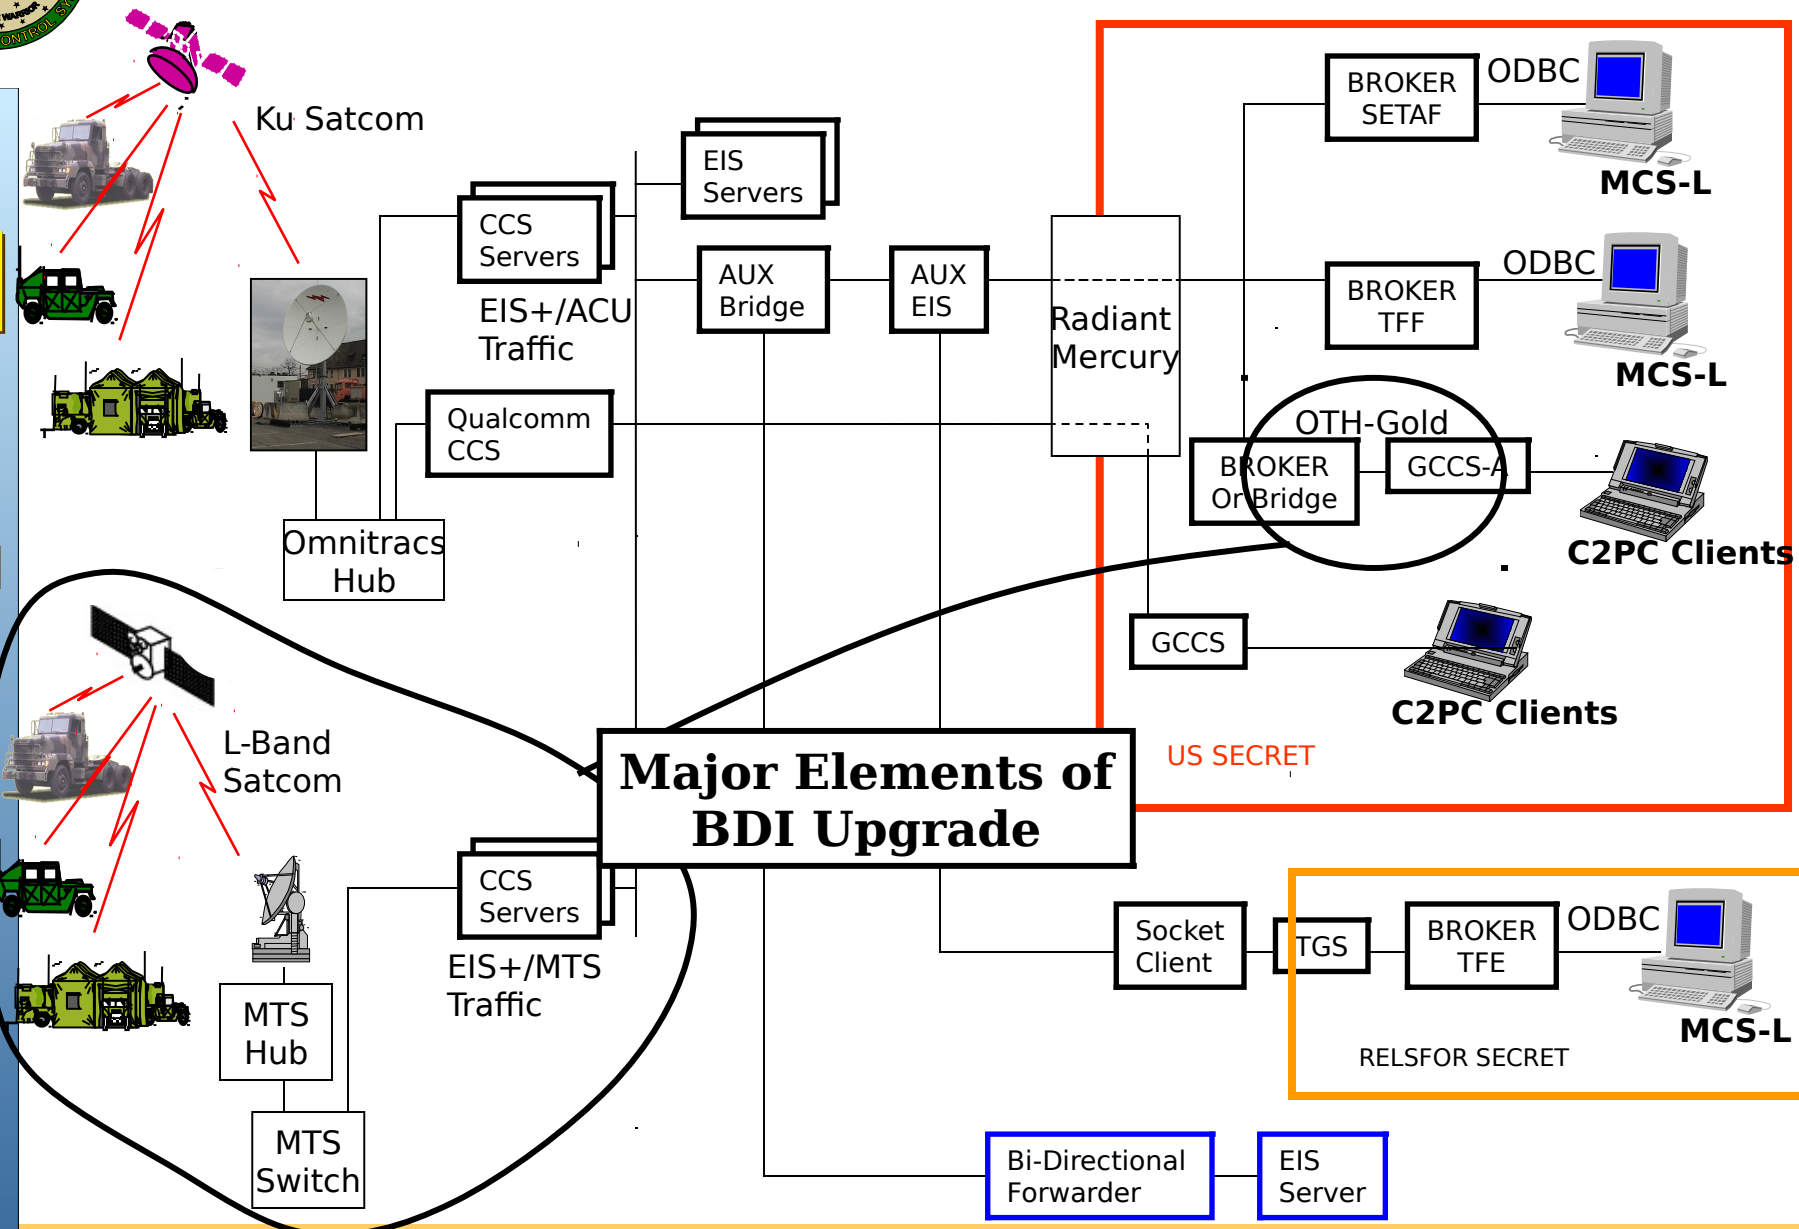 WARRIOR
CONTROL SY
Ku Satcom
EIS
Servers
CCS
Servers
EIS+/ACU
Traffic
AUX
Bridge
AUX
EIS
Radiant
Mercury
BROKER
SETAF
ODBC
MCS-L
BROKER
TFF
ODBC
MCS-L
Qualcomm
CCS
OTH-Gold
BROKER
Or Bridge
GCCS-A
C2PC Clients
Omnitracs
Hub
GCCS
C2PC Clients
L-Band
Satcom
US SECRET
Major Elements of
BDI Upgrade
CCS
Servers
EIS+/MTS
Traffic
Socket
Client
TGS
BROKER
TFE
ODBC
MCS-L
RELSFOR SECRET
MTS
Hub
MTS
Switch
Bi-Directional
Forwarder
EIS
Server